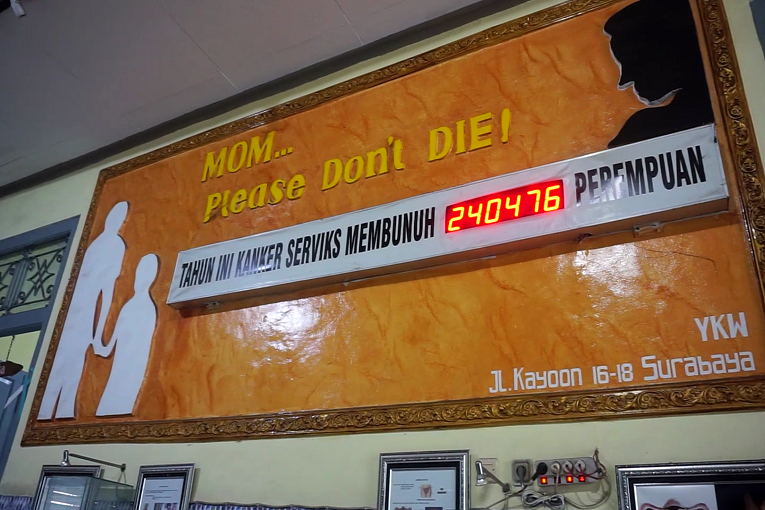 MOM...
Please Don't DIE!
TAHUN INI KANKER SERVIKS MEMBUNUH 240476 PEREMPUAN
YKW
JL.Kayoon 16-18 Surabaya